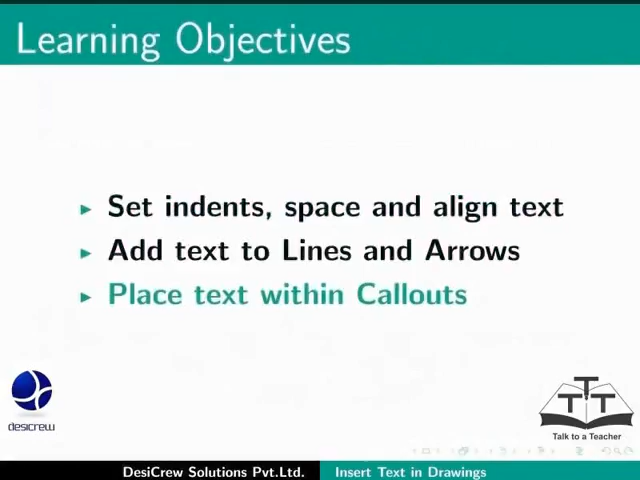 Learning Objectives
Set indents, space and align text
Add text to Lines and Arrows
Place text within Callouts
desicrew
TTT
Talk to a Teacher
DesiCrew Solutions Pvt.Ltd. Insert Text in Drawings